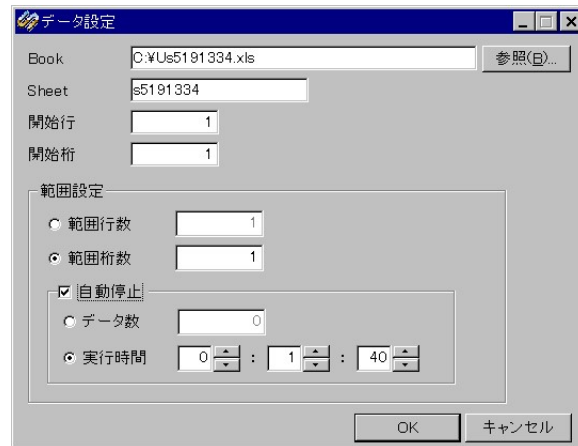 データ設定
Book C:¥Us5191334.xls 参照(B)...
Sheet s5191334
開始行 1
開始桁 1
範囲設定
範囲行数 1
範囲桁数 1
自動停止
データ数 0
実行時間 0 : 1 : 40
OK キャンセル